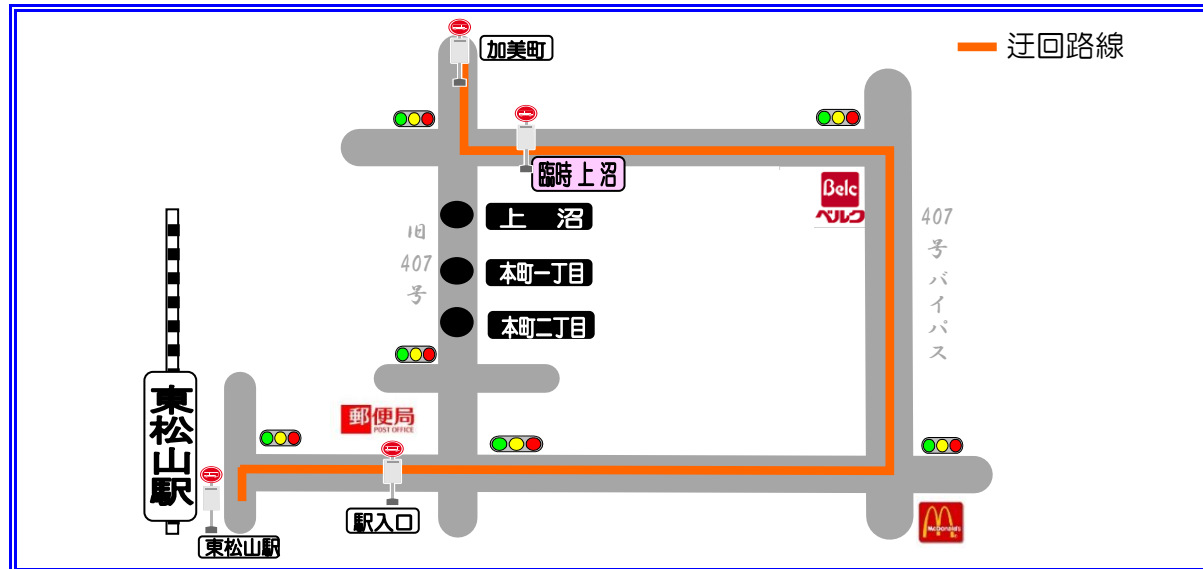 加美町
迂回路線
臨時上沼
Belc
ベルク
上 沼
旧
407
号
407
号
バ
イ
パ
ス
本町一丁目
本町二丁目
東松山駅
郵便局
POST OFFICE
McDonald's
駅入口
東松山駅